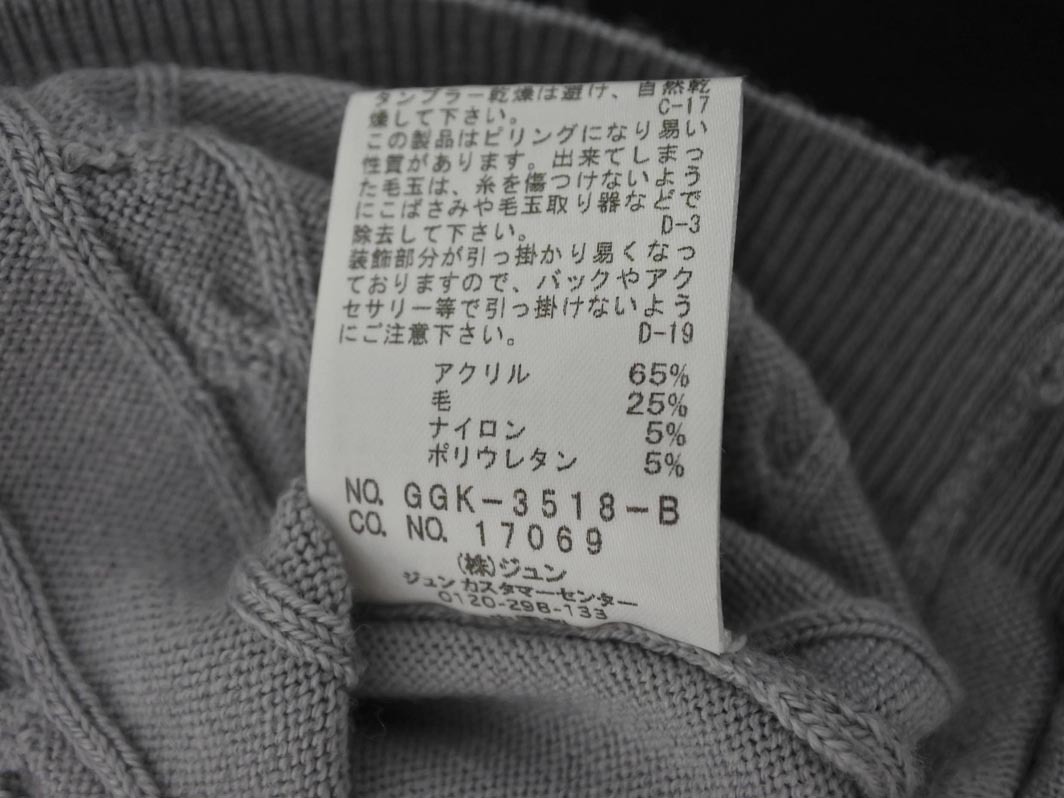 タンブラー乾燥は避け、自然乾
燥して下さい。 C-17
この製品はピリングになり易い
性質があります。出来てしまっ
た毛玉は、糸を傷つけないよう
にこばさみや毛玉取り器などで
除去して下さい。 D-3
装飾部分が引っ掛かり易くなっ
ておりますので、バックやアク
セサリー等で引っ掛けないよう
にご注意下さい。 D-19
アクリル 65%
毛 25%
ナイロン 5%
ポリウレタン 5%
NO. GGK-3518-B
CO. NO. 17069
(株)ジュン
ジュン カスタマーセンター
0120-298-133